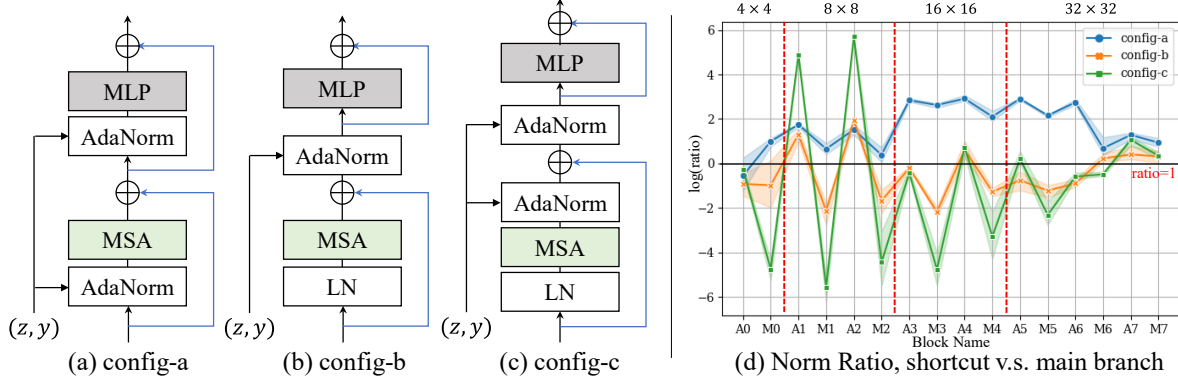 MLP
AdaNorm
MSA
AdaNorm
(z, y)
(a) config-a
MLP
AdaNorm
MSA
LN
(z, y)
(b) config-b
MLP
AdaNorm
AdaNorm
MSA
LN
(z, y)
(c) config-c
4 × 4
8 × 8
16 × 16
32 × 32
config-a
config-b
config-c
log(ratio)
6
4
2
0
−2
−4
−6
ratio=1
A0 M0 A1 M1 A2 M2 A3 M3 A4 M4 A5 M5 A6 M6 A7 M7
Block Name
(d) Norm Ratio, shortcut v.s. main branch